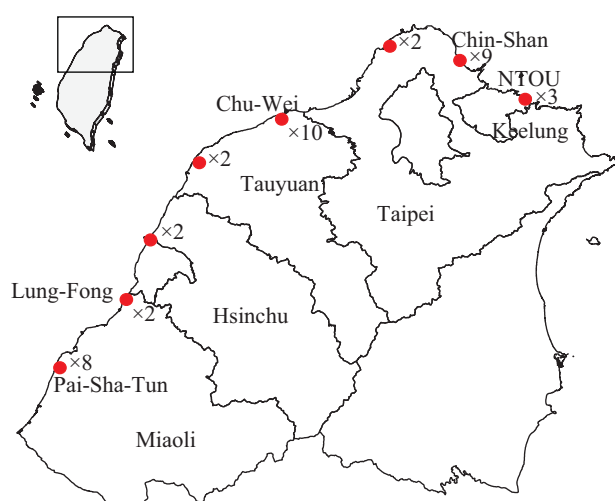 ×2
Chin-Shan
×9
NTOU
×3
Keelung
Chu-Wei
×10
×2
Tauyuan
Taipei
×2
Lung-Fong
×2
Hsinchu
×8
Pai-Sha-Tun
Miaoli